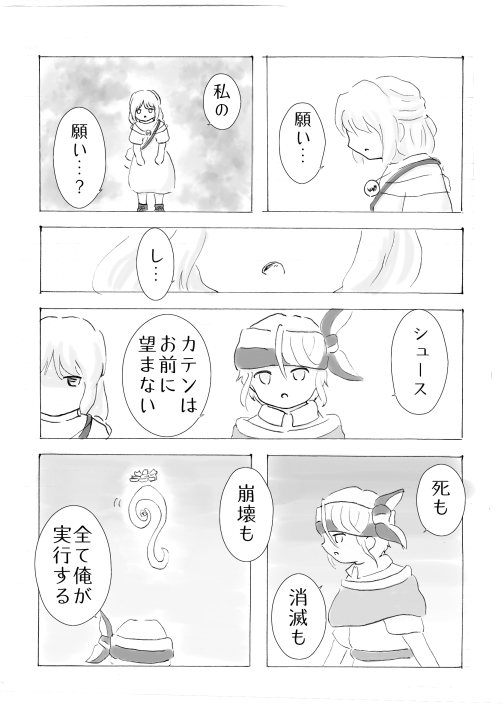 願い…
私の
願い…？
し…
シュース
カテンは
お前に
望まない
死も
消滅も
崩壊も
全て俺が
実行する